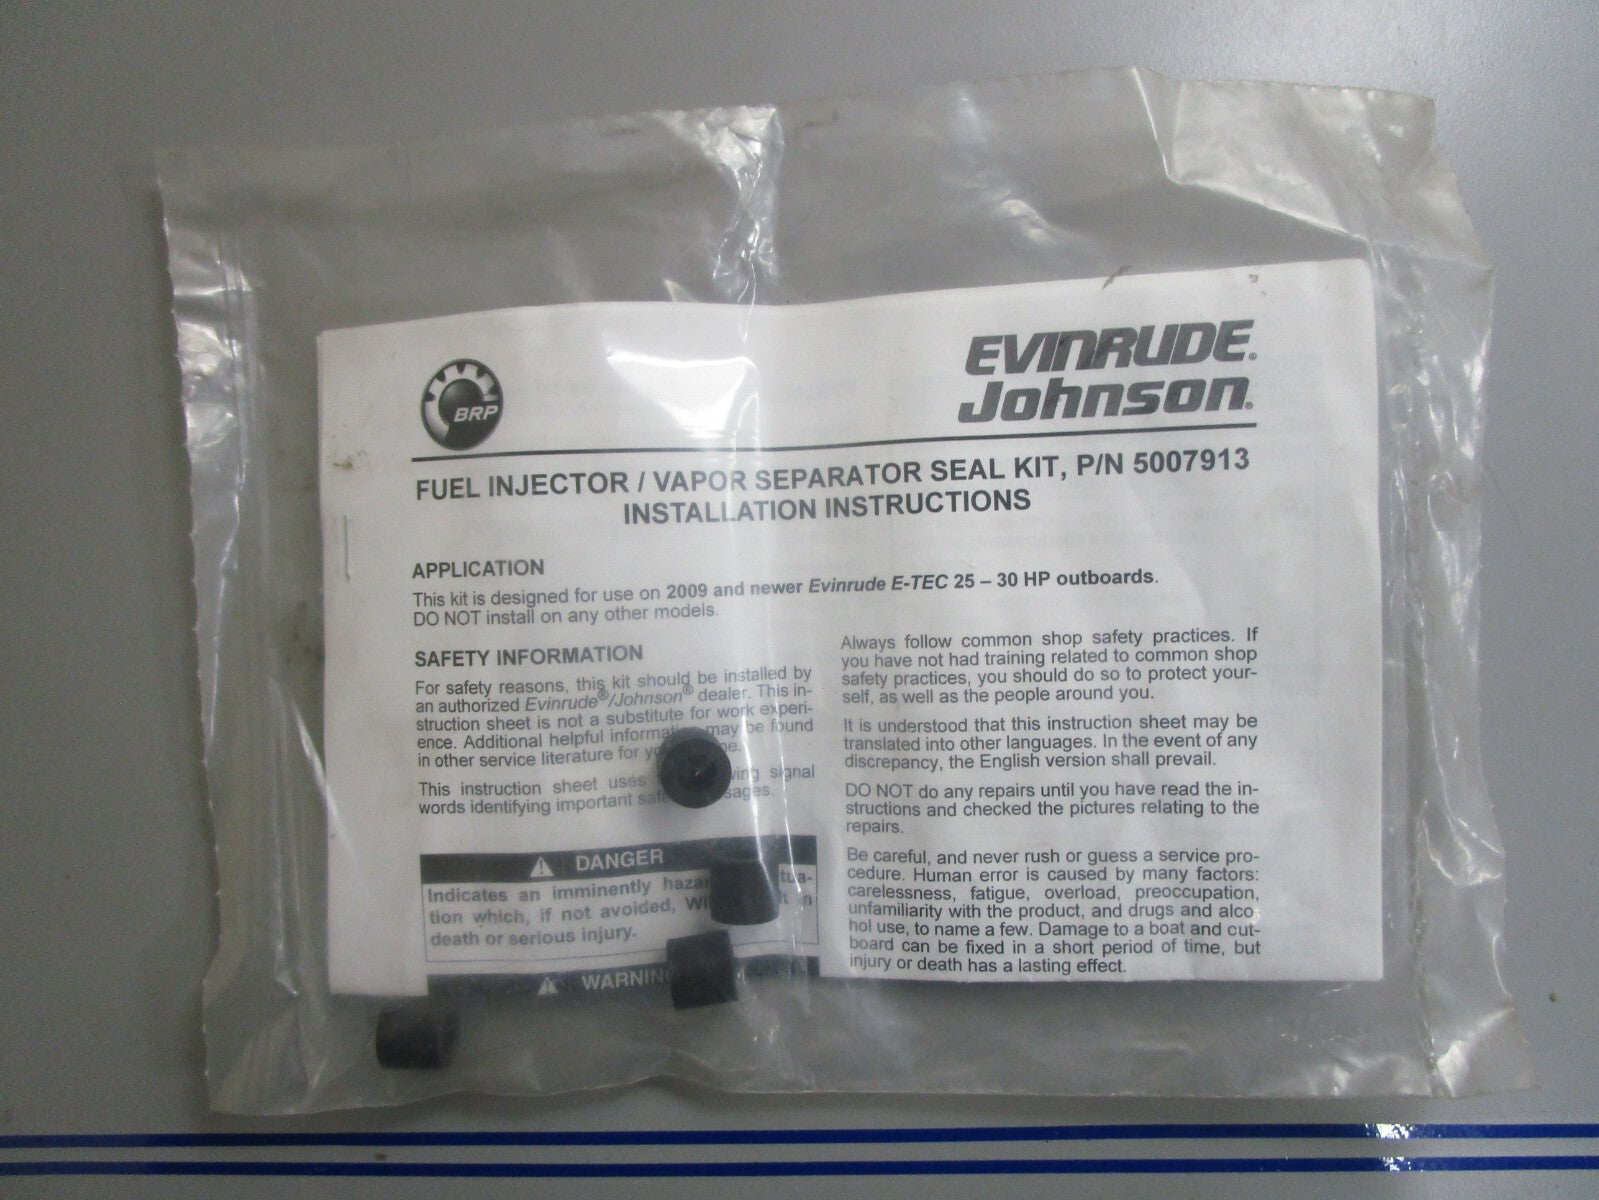 BRP
EVINRUDE®
Johnson®
FUEL INJECTOR / VAPOR SEPARATOR SEAL KIT, P/N 5007913
INSTALLATION INSTRUCTIONS
APPLICATION
This kit is designed for use on 2009 and newer Evinrude E-TEC 25 – 30 HP outboards.
DO NOT install on any other models.
SAFETY INFORMATION
For safety reasons, this kit should be installed by
an authorized Evinrude®/Johnson® dealer. This in-
struction sheet is not a substitute for work experi-
ence. Additional helpful information may be found
in other service literature for
This instruction sheet uses signal
words identifying important
DANGER
Indicates an imminently
tion which, if not avoided, in
death or serious injury.
WARNING
Always follow common shop safety practices. If
you have not had training related to common shop
safety practices, you should do so to protect your-
self, as well as the people around you.
It is understood that this instruction sheet may be
translated into other languages. In the event of any
discrepancy, the English version shall prevail.
DO NOT do any repairs until you have read the in-
structions and checked the pictures relating to the
repairs.
Be careful, and never rush or guess a service pro-
cedure. Human error is caused by many factors:
carelessness, fatigue, overload, preoccupation,
unfamiliarity with the product, and drugs and alco
hol use, to name a few. Damage to a boat and out-
board can be fixed in a short period of time, but
injury or death has a lasting effect.